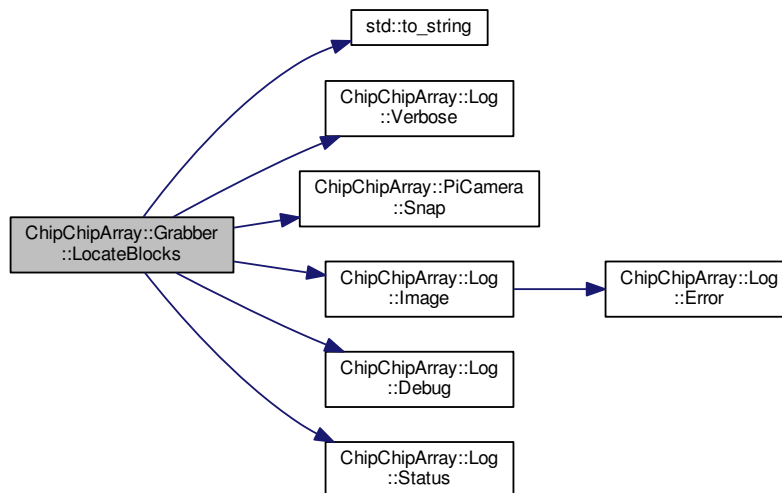 std::to_string
ChipChipArray::Log
::Verbose
ChipChipArray::PiCamera
::Snap
ChipChipArray::Grabber
::LocateBlocks
ChipChipArray::Log
::Image
ChipChipArray::Log
::Error
ChipChipArray::Log
::Debug
ChipChipArray::Log
::Status